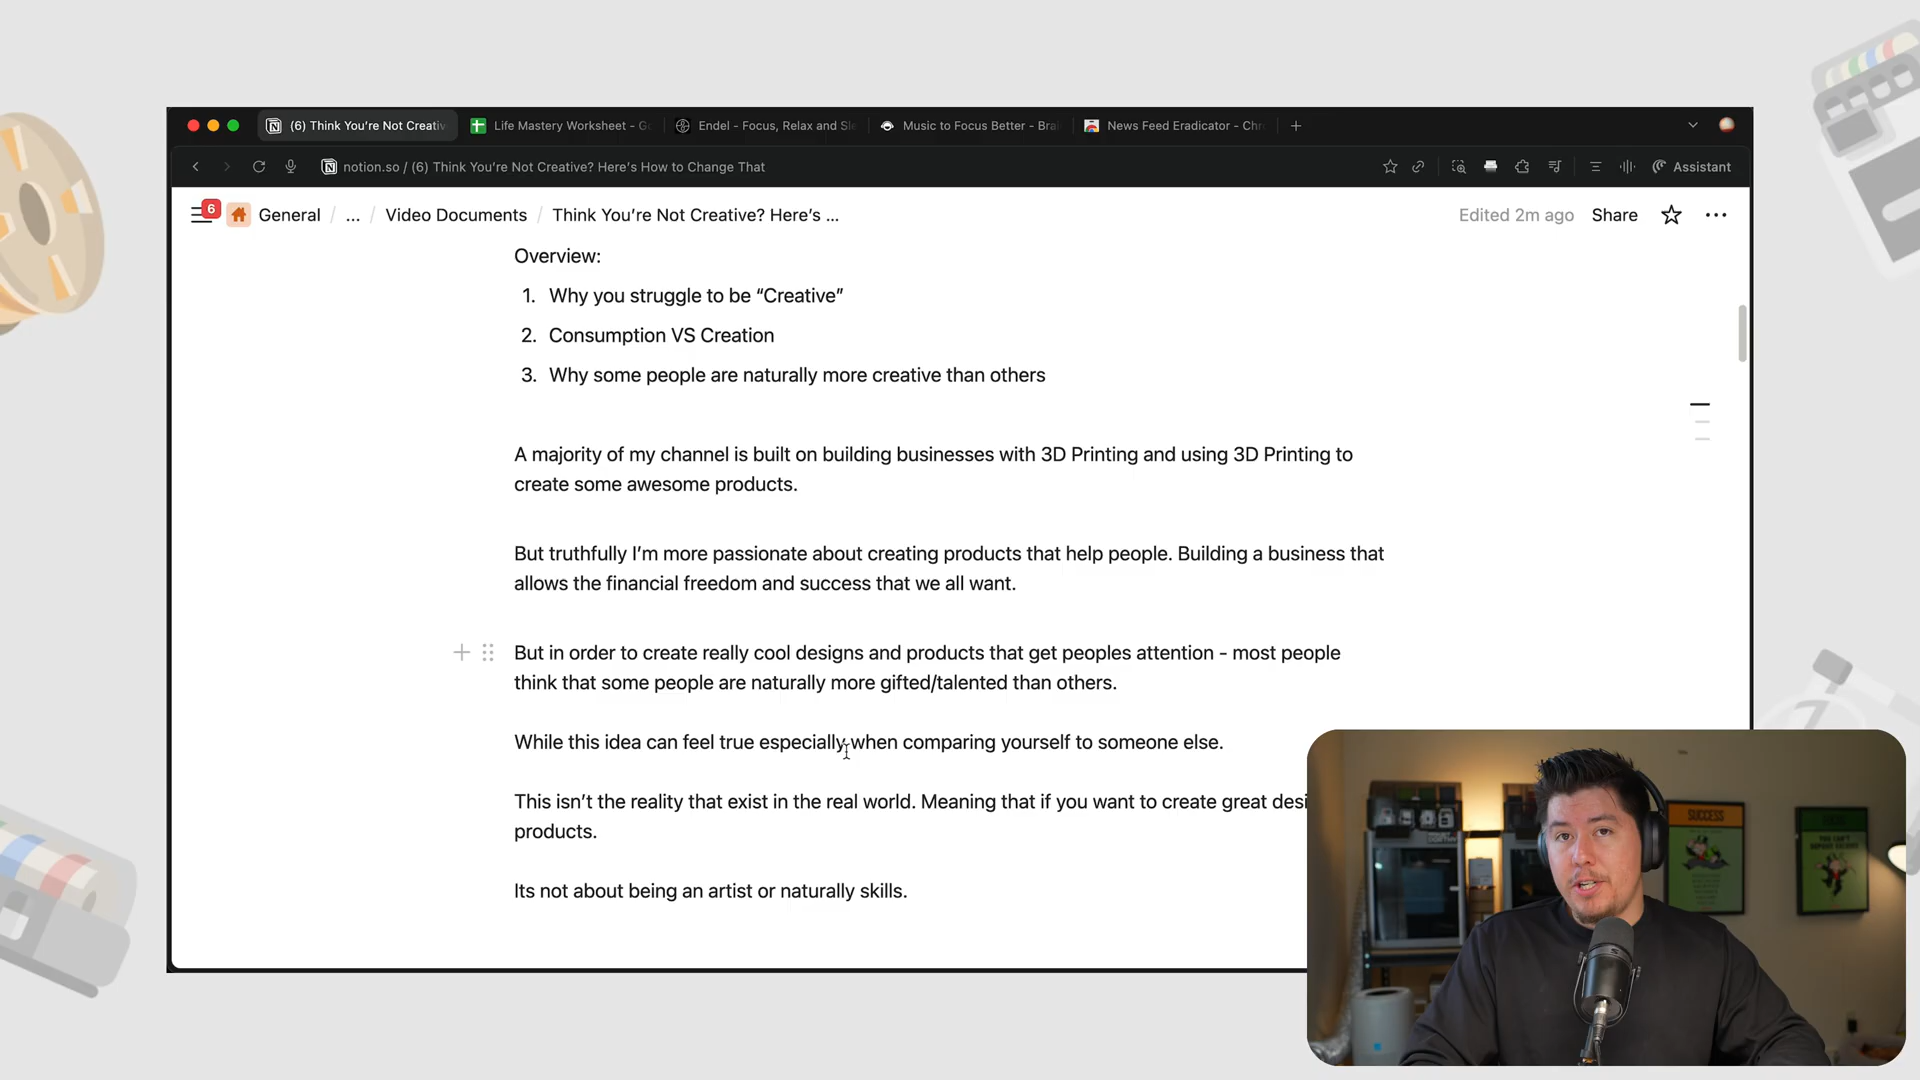 (6) Think You're Not Creativ
Life Mastery Worksheet - Go
Endel - Focus, Relax and Sle
Music to Focus Better - Brai
News Feed Eradicator - Chr
notion.so / (6) Think You're Not Creative? Here's How to Change That
Assistant
6
General / ... / Video Documents / Think You're Not Creative? Here's ...
Edited 2m ago
Share
Overview:
1. Why you struggle to be “Creative”
2. Consumption VS Creation
3. Why some people are naturally more creative than others
A majority of my channel is built on building businesses with 3D Printing and using 3D Printing to
create some awesome products.
But truthfully I'm more passionate about creating products that help people. Building a business that
allows the financial freedom and success that we all want.
But in order to create really cool designs and products that get peoples attention - most people
think that some people are naturally more gifted/talented than others.
While this idea can feel true especially when comparing yourself to someone else.
This isn't the reality that exist in the real world. Meaning that if you want to create great desi
products.
Its not about being an artist or naturally skills.
SUCCESS
YOU CAN'T